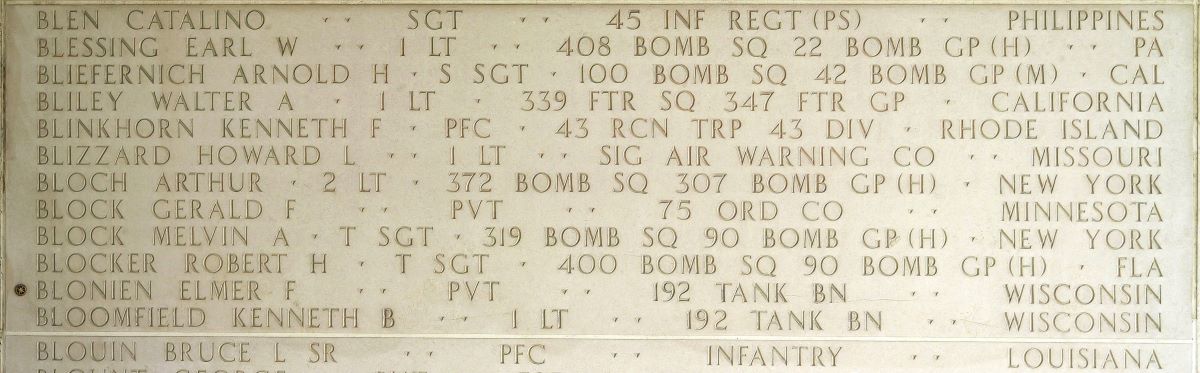 BLEN CATALINO · · SGT · · 45 INF REGT (PS) · · PHILIPPINES
BLESSING EARL W · · 1 LT · · 408 BOMB SQ 22 BOMB GP (H) · · PA
BLIEFERNICH ARNOLD H · S SGT · 100 BOMB SQ 42 BOMB GP (M) · CAL
BLILEY WALTER A · 1 LT · 339 FTR SQ 347 FTR GP · CALIFORNIA
BLINKHORN KENNETH F · PFC · 43 RCN TRP 43 DIV · RHODE ISLAND
BLIZZARD HOWARD L · · 1 LT · · SIG AIR WARNING CO · · MISSOURI
BLOCH ARTHUR · 2 LT · 372 BOMB SQ 307 BOMB GP (H) · NEW YORK
BLOCK GERALD F · · PVT · · 75 ORD CO · · MINNESOTA
BLOCK MELVIN A · T SGT · 319 BOMB SQ 90 BOMB GP (H) · NEW YORK
BLOCKER ROBERT H · T SGT · 400 BOMB SQ 90 BOMB GP (H) · FLA
BLONIEN ELMER F · · PVT · · 192 TANK BN · · WISCONSIN
BLOOMFIELD KENNETH B · · 1 LT · · 192 TANK BN · · WISCONSIN
BLOUIN BRUCE L SR · · PFC · · INFANTRY · · LOUISIANA